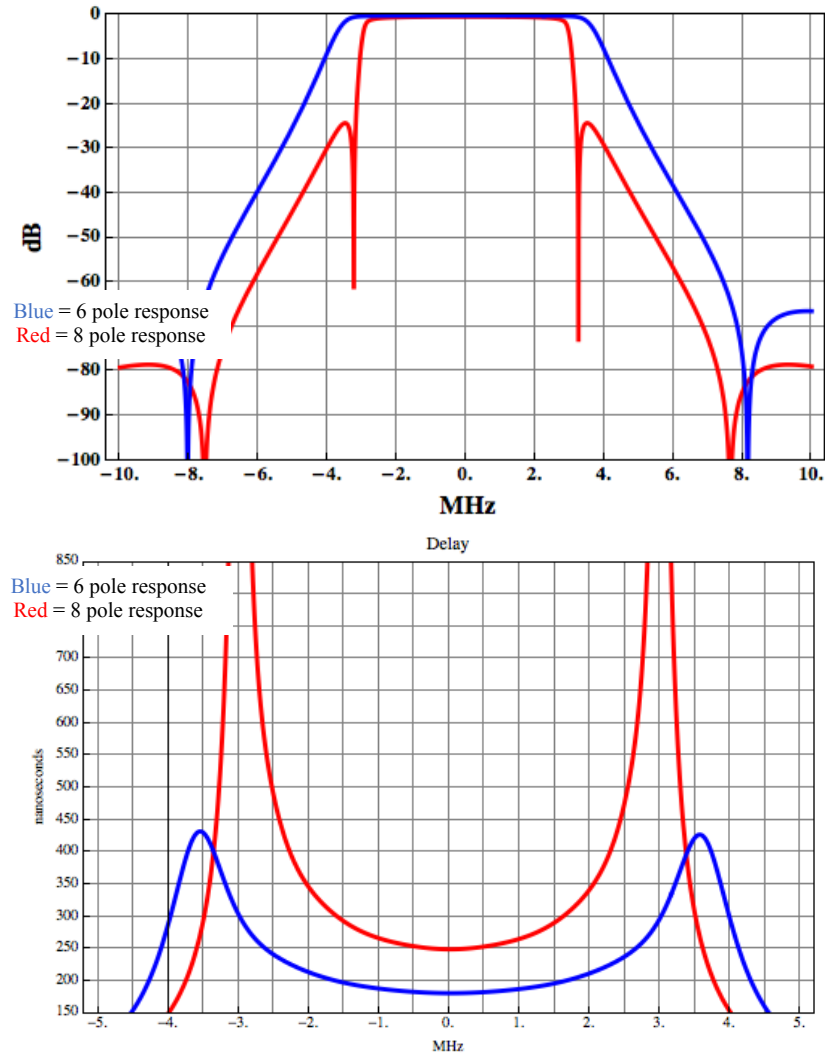 0
−10
−20
−30
−40
−50
−60
dB
Blue = 6 pole response
Red = 8 pole response
−80
−90
−100
−10. −8. −6. −4. −2. 0. 2. 4. 6. 8. 10.
MHz
Delay
850
Blue = 6 pole response
Red = 8 pole response
700
650
600
550
500
nanoseconds
450
400
350
300
250
200
150
−5. −4. −3. −2. −1. 0. 1. 2. 3. 4. 5.
MHz